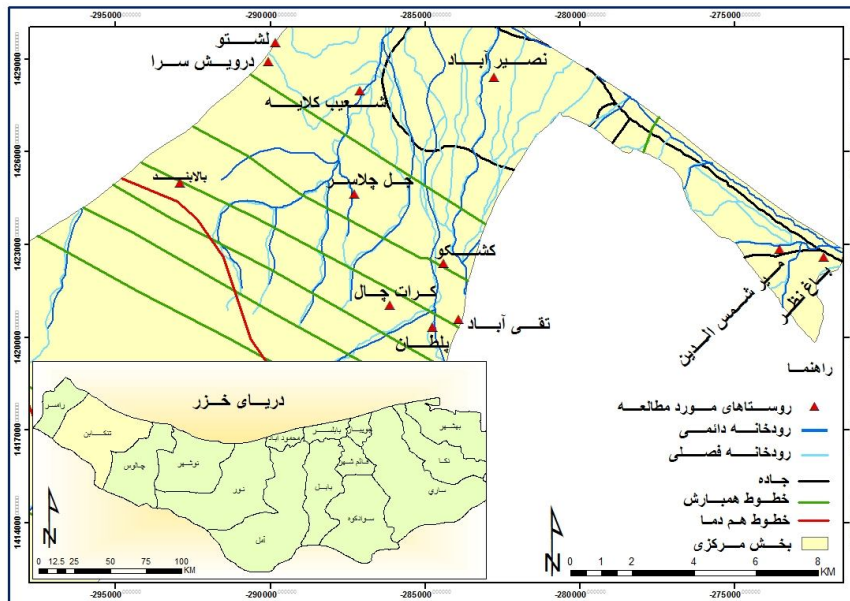 -295000
-290000
-285000
-280000
-275000
1429000
1426000
1423000
1420000
1417000
1414000
لشتو
درویش سرا
شعیب کلایه
نصیر آباد
بالابند
جل چلاسر
کشکو
کرات چال
تقی آباد
پلطان
میر شمس الدین
باغ نظر
راهنما
روستاهای مورد مطالعه
رودخانه دائمی
رودخانه فصلی
جاده
خطوط همبارش
خطوط هم دما
بخش مرکزی
N
0 1 2 4 6 8
KM
دریای خزر
رامسر
تنکابن
چالوس
نوشهر
نور
محمود آباد
آمل
بابلسر
بابل
جویبار
قائم شهر
سوادکوه
ساری
نکا
بهشهر
N
0 12.5 25 50 75 100
KM
-295000
-290000
-285000
-280000
-275000